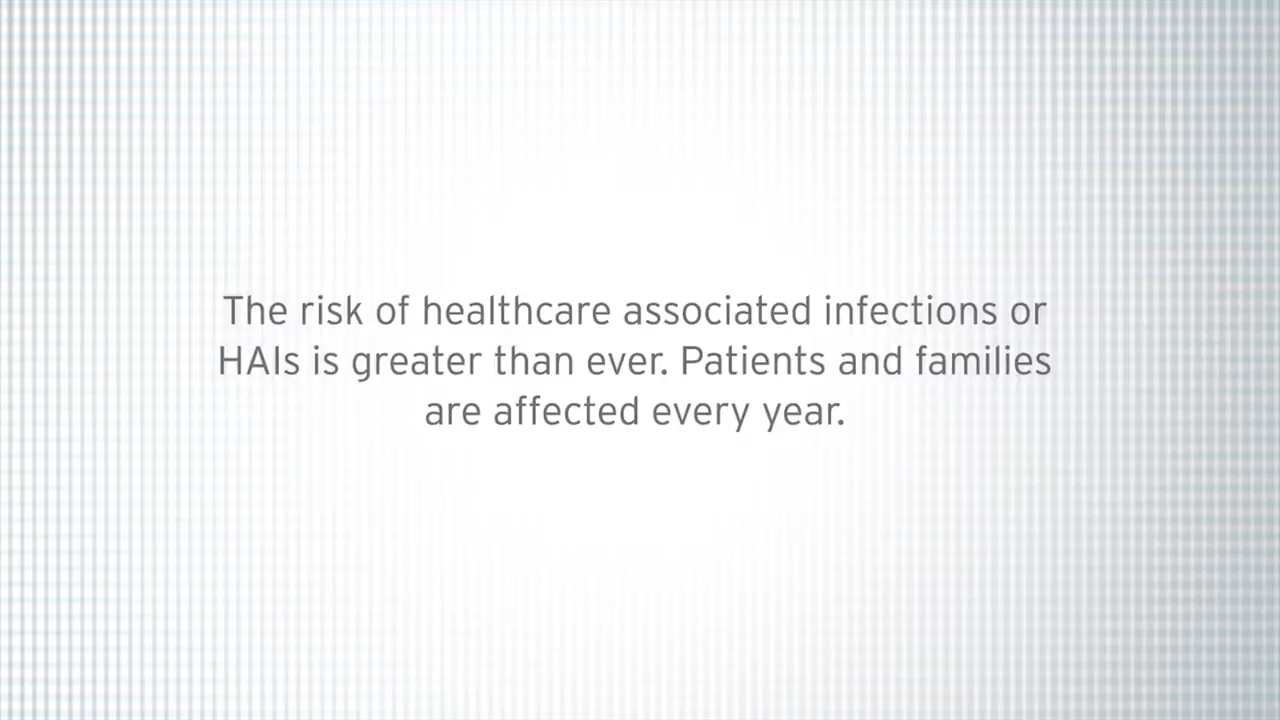 The risk of healthcare associated infections or
HAIs is greater than ever. Patients and families
are affected every year.